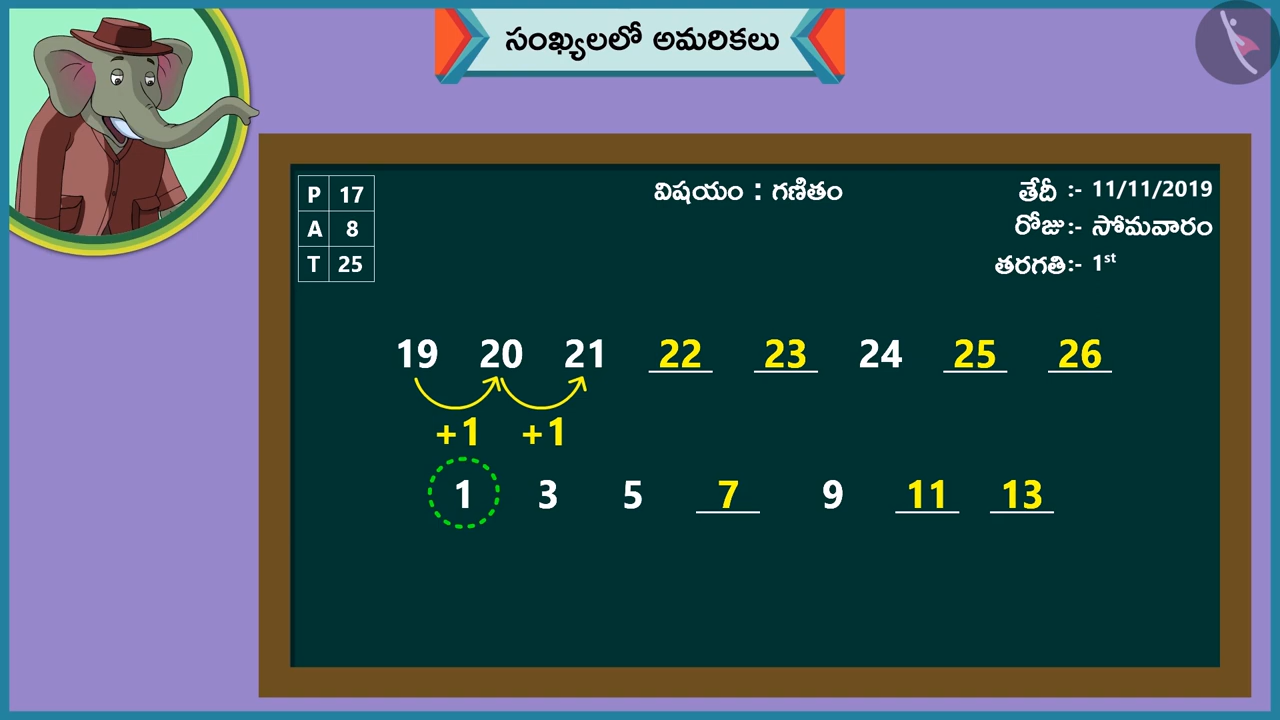 సంఖ్యలలో అమరికలు
P 17
A 8
T 25
విషయం : గణితం
తేదీ :- 11/11/2019
రోజు:- సోమవారం
తరగతి:- 1st
19 20 21 22 23 24 25 26
+1 +1
1 3 5 7 9 11 13